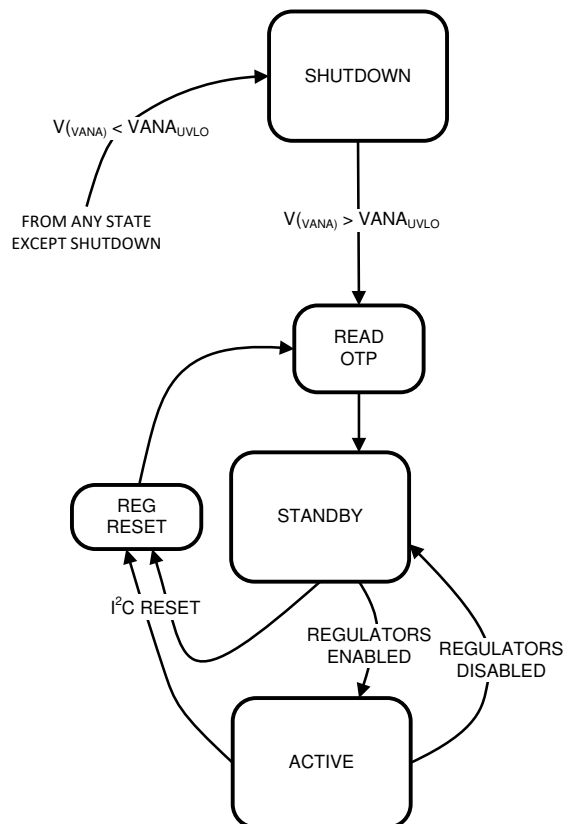 SHUTDOWN
V(VANA) < VANAUVLO
FROM ANY STATE
EXCEPT SHUTDOWN
V(VANA) > VANAUVLO
READ
OTP
STANDBY
REG
RESET
I²C RESET
REGULATORS
ENABLED
REGULATORS
DISABLED
ACTIVE